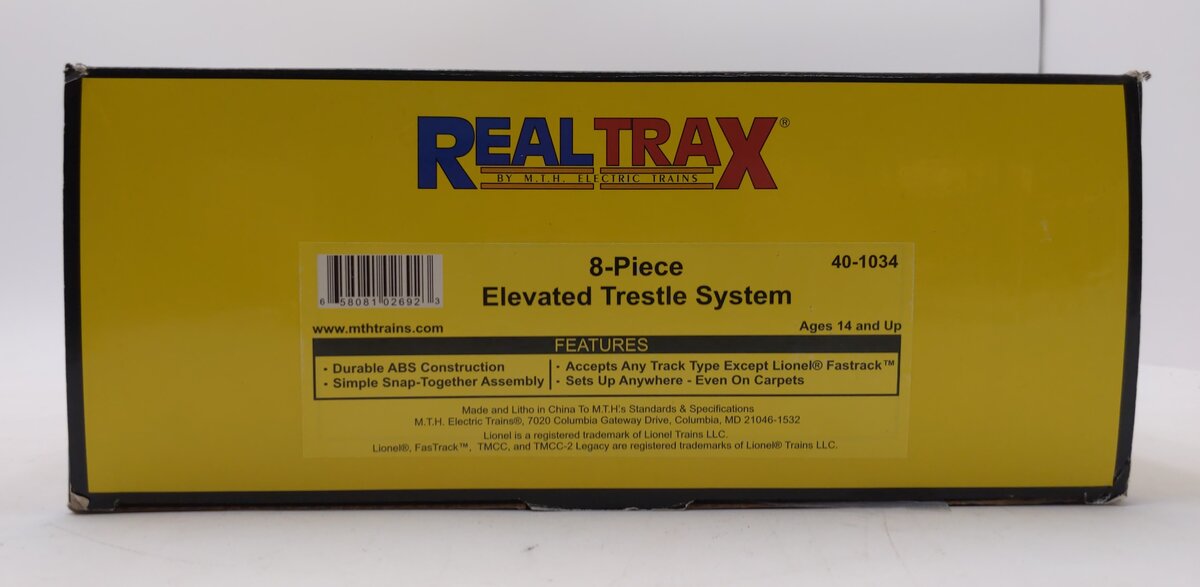 REALTRAX®
BY M.T.H. ELECTRIC TRAINS
8-Piece
40-1034
Elevated Trestle System
6 58081 02692 3
www.mthtrains.com
Ages 14 and Up
FEATURES
· Durable ABS Construction
· Simple Snap-Together Assembly
· Accepts Any Track Type Except Lionel® Fastrack™
· Sets Up Anywhere - Even On Carpets
Made and Litho in China To M.T.H's Standards & Specifications
M.T.H. Electric Trains®, 7020 Columbia Gateway Drive, Columbia, MD 21046-1532
Lionel is a registered trademark of Lionel Trains LLC.
Lionel®, FasTrack™, TMCC, and TMCC-2 Legacy are registered trademarks of Lionel® Trains LLC.